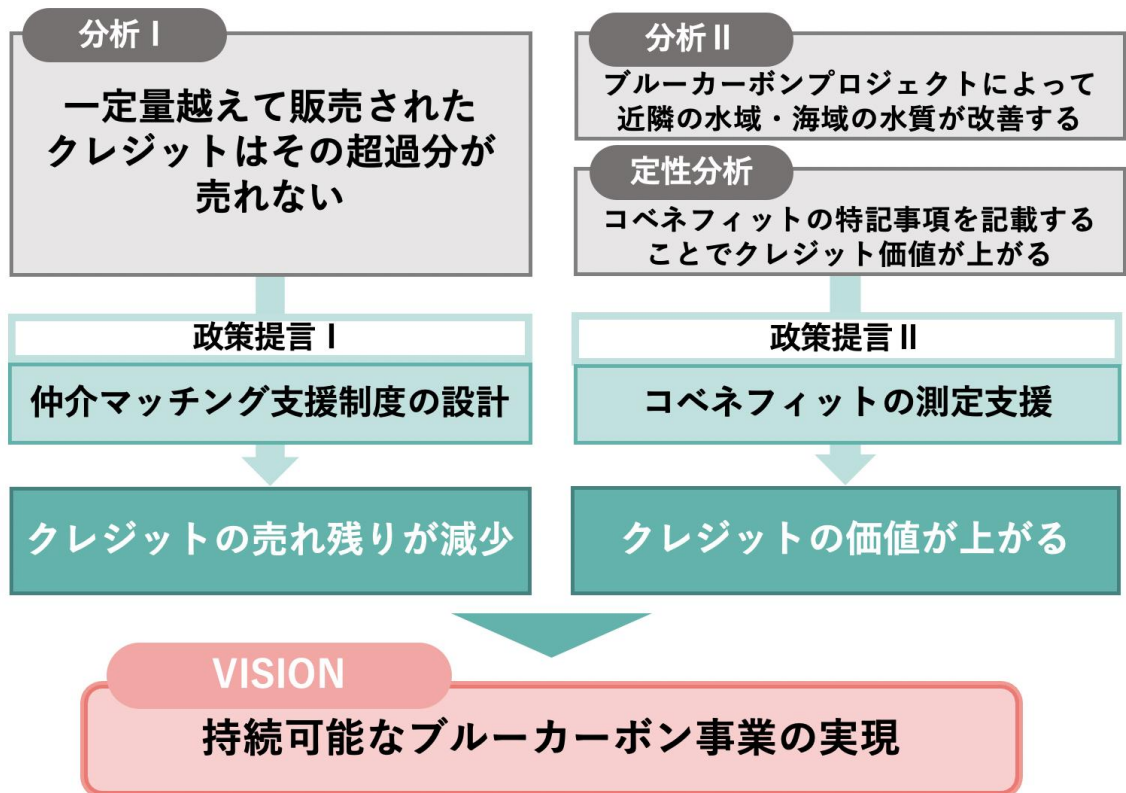 分析Ⅰ
一定量越えて販売された
クレジットはその超過分が
売れない
政策提言Ⅰ
仲介マッチング支援制度の設計
クレジットの売れ残りが減少
分析Ⅱ
ブルーカーボンプロジェクトによって
近隣の水域・海域の水質が改善する
定性分析
コベネフィットの特記事項を記載する
ことでクレジット価値が上がる
政策提言Ⅱ
コベネフィットの測定支援
クレジットの価値が上がる
VISION
持続可能なブルーカーボン事業の実現